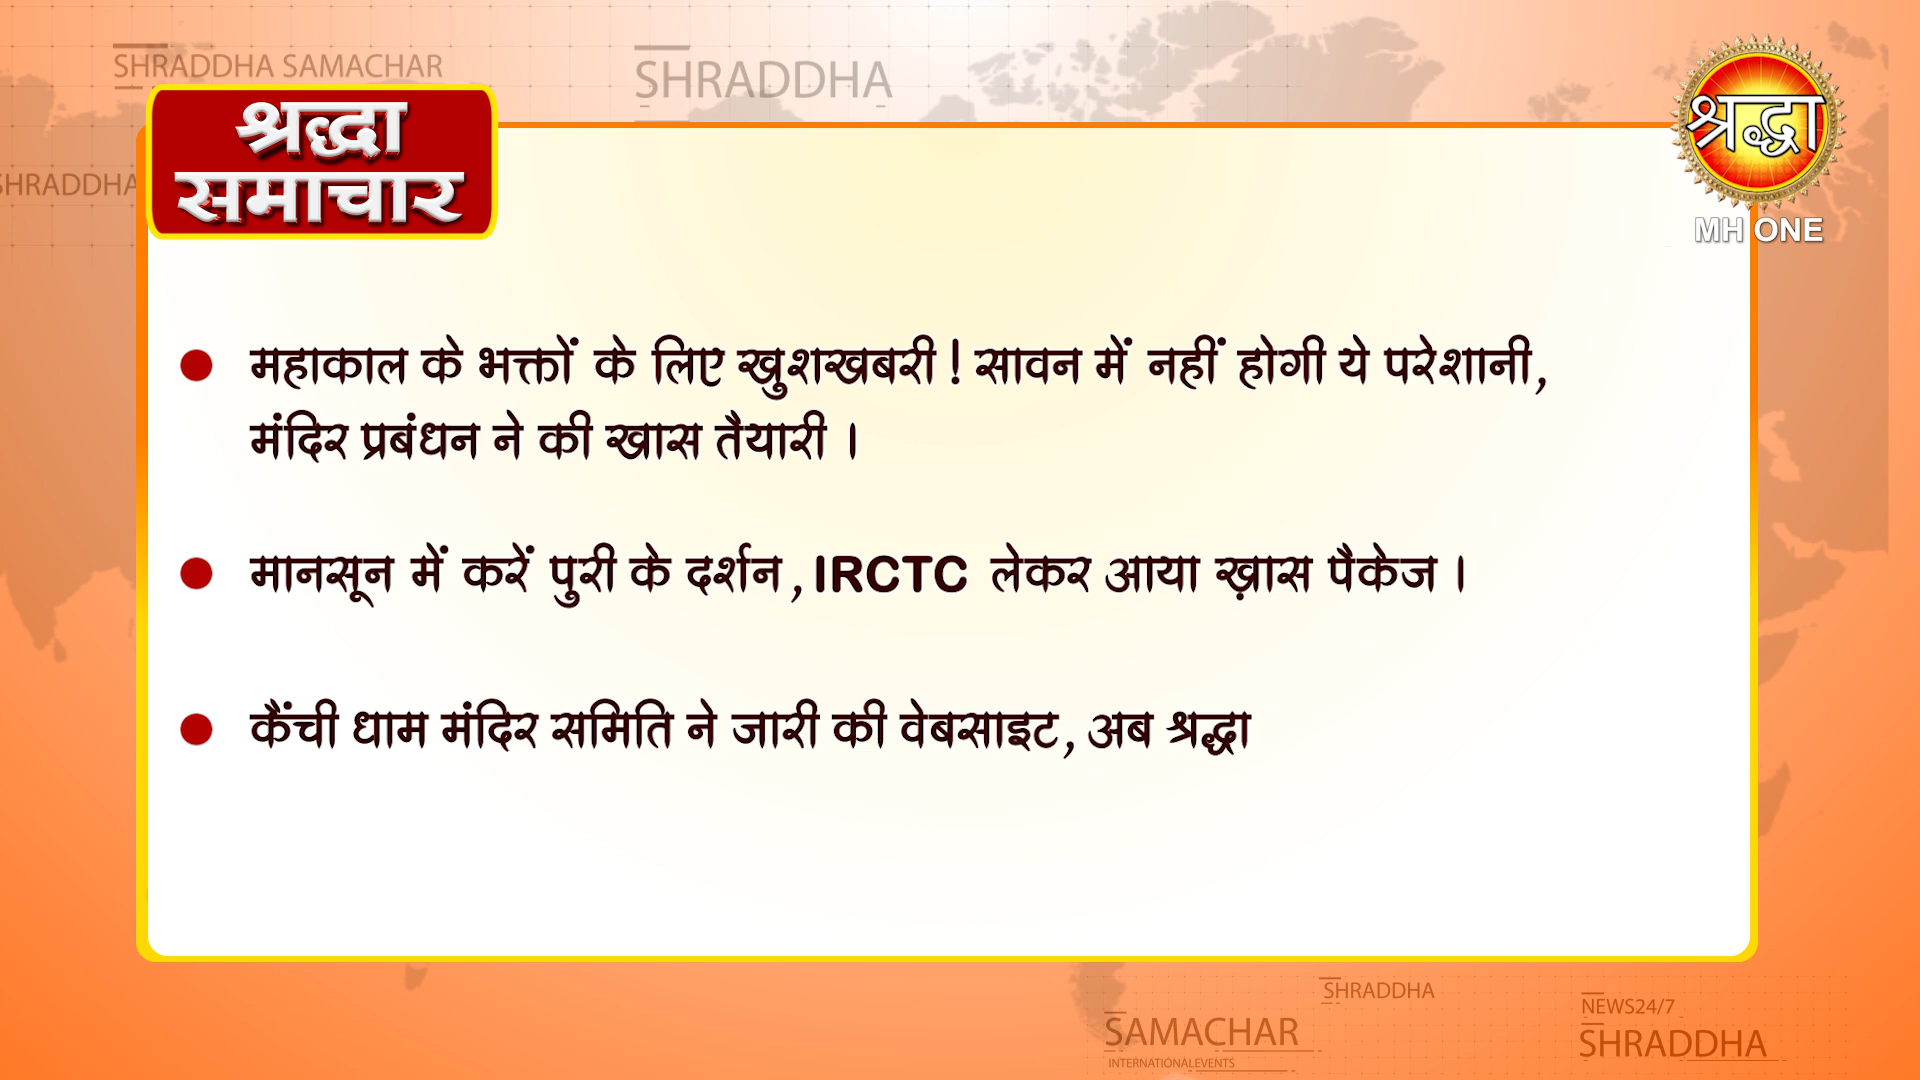 SHRADDHA SAMACHAR
SHRADDHA
SHRADDHA
श्रद्धा
समाचार
श्रद्धा
MH ONE
महाकाल के भक्तों के लिए खुशखबरी ! सावन में नहीं होगी ये परेशानी,
मंदिर प्रबंधन ने की खास तैयारी ।
मानसून में करें पुरी के दर्शन , IRCTC लेकर आया ख़ास पैकेज ।
कैंची धाम मंदिर समिति ने जारी की वेबसाइट, अब श्रद्धा
SHRADDHA
SAMACHAR
INTERNATIONALEVENTS
NEWS24/7
SHRADDHA